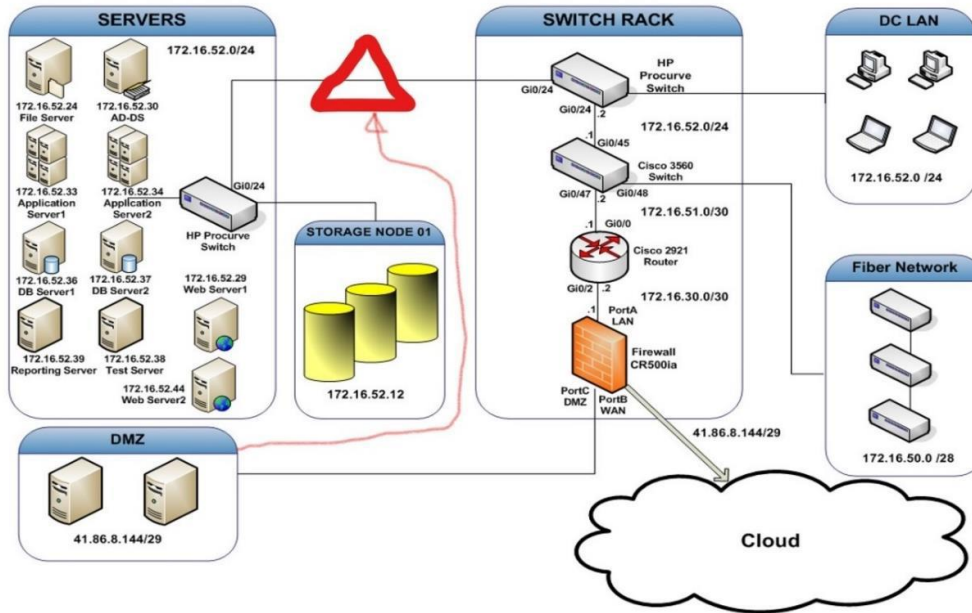 SERVERS
172.16.52.0/24
172.16.52.24
File Server
172.16.52.30
AD-DS
172.16.52.33
Application
Server1
172.16.52.34
Application
Server2
Gi0/24
HP Procurve
Switch
172.16.52.36
DB Server1
172.16.52.37
DB Server2
172.16.52.29
Web Server1
172.16.52.39
Reporting Server
172.16.52.38
Test Server
172.16.52.44
Web Server2
STORAGE NODE 01
172.16.52.12
DMZ
41.86.8.144/29
SWITCH RACK
HP
Procurve
Switch
Gi0/24
Gi0/24
.2
172.16.52.0/24
.1
Gi0/45
Cisco 3560
Switch
Gi0/47
Gi0/48
.2
172.16.51.0/30
.1
Gi0/0
Cisco 2921
Router
Gi0/2
.2
172.16.30.0/30
.1
PortA
LAN
Firewall
CR500ia
PortC
DMZ
PortB
WAN
41.86.8.144/29
Cloud
DC LAN
172.16.52.0 /24
Fiber Network
172.16.50.0 /28